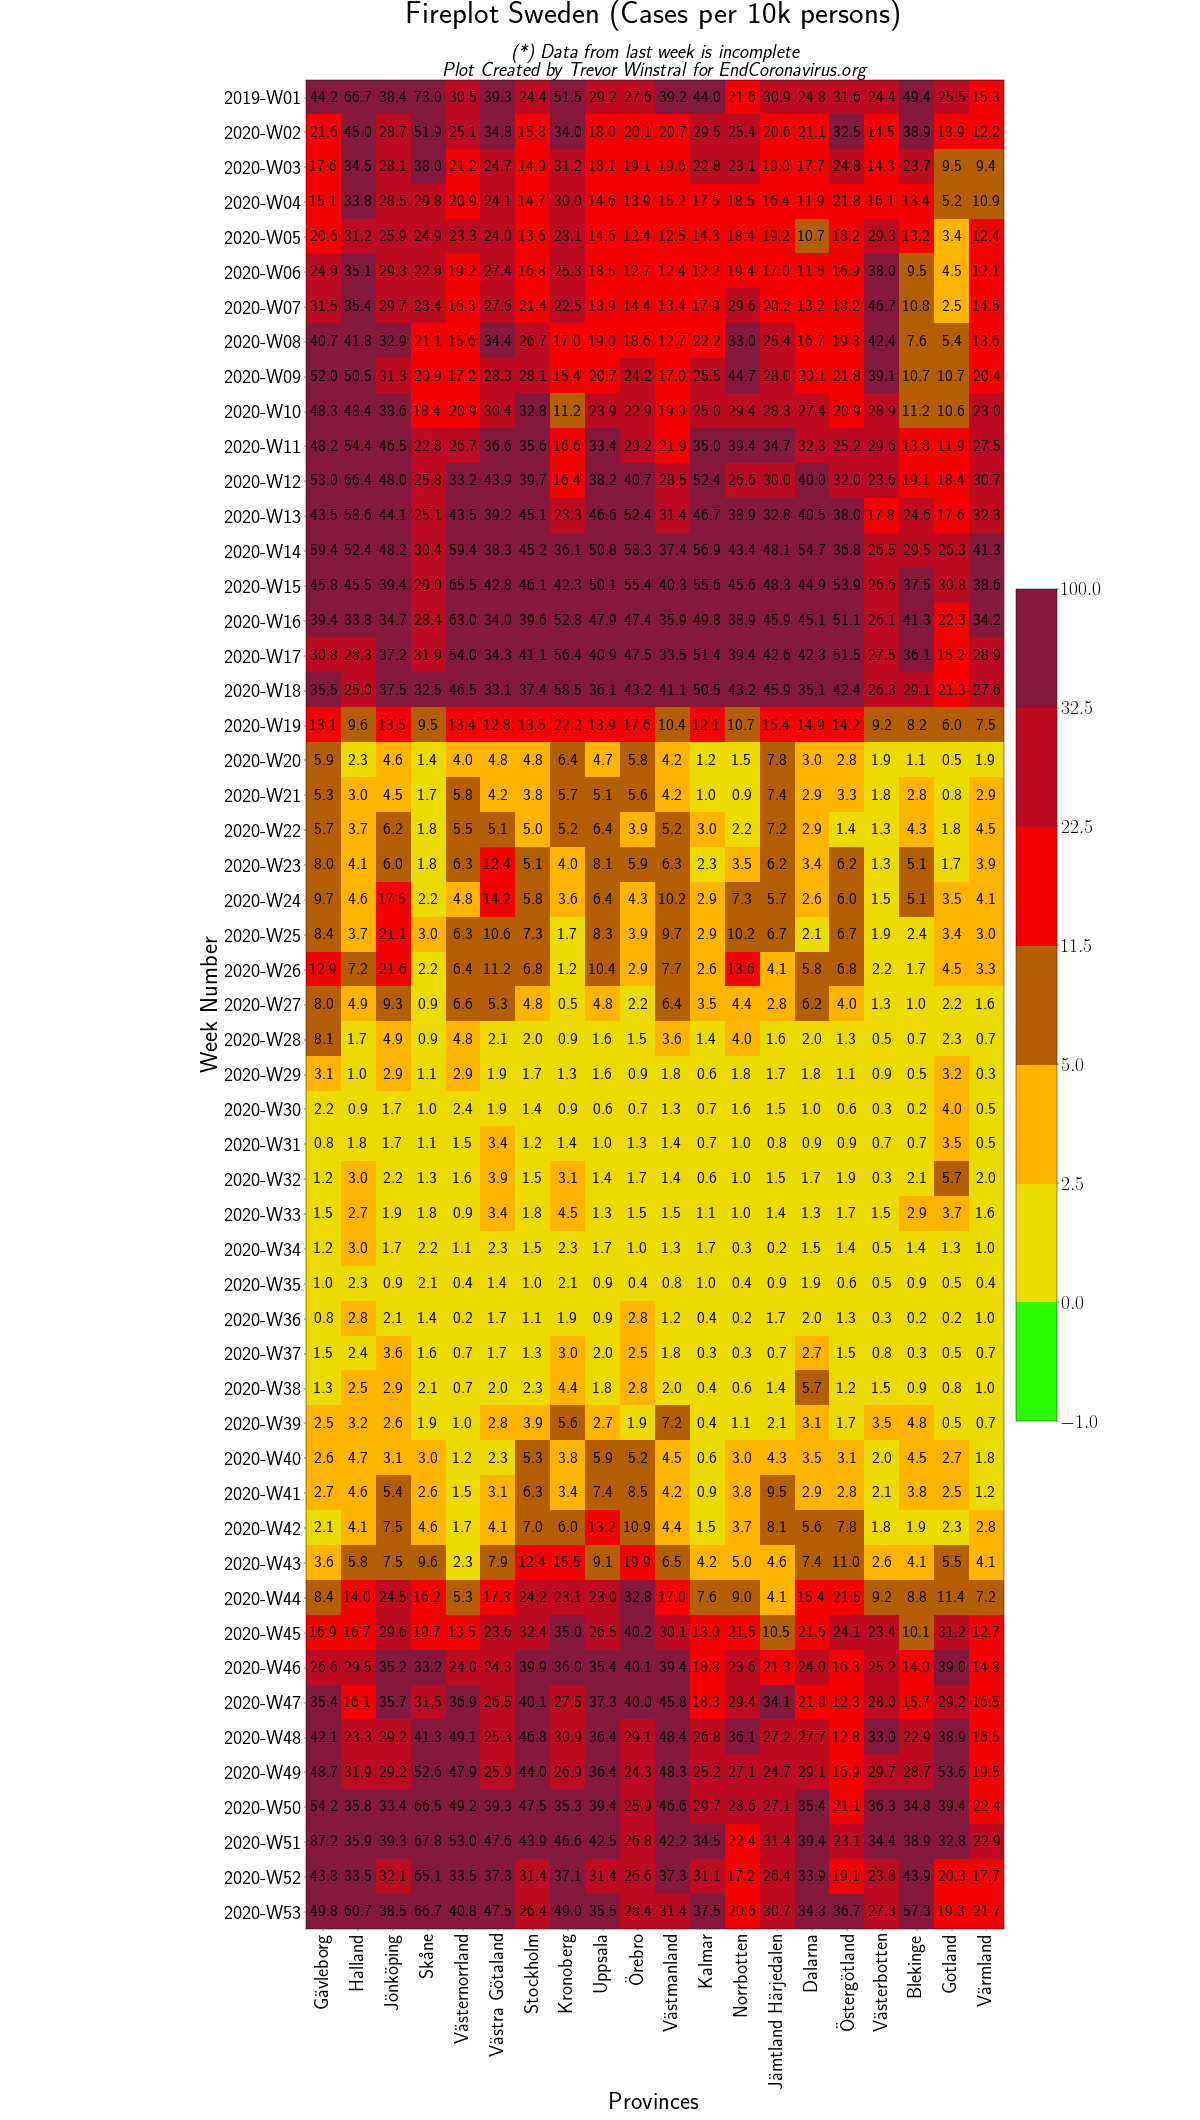 Fireplot Sweden (Cases per 10k persons)
(*) Data from last week is incomplete
Plot Created by Trevor Winstral for EndCoronavirus.org
2019-W01 44.2 66.7 38.4 73.0 30.5 39.3 24.4 51.5 29.2 27.6 39.2 44.0 21.6 30.9 24.8 31.6 24.4 49.4 25.5 15.3
2020-W02 21.6 45.0 28.7 51.9 25.1 34.8 15.8 34.0 18.0 20.1 20.7 29.5 25.4 20.6 21.1 32.5 14.5 38.9 13.9 12.2
2020-W03 17.6 34.5 28.1 38.0 21.2 24.7 14.9 31.2 18.1 19.1 19.6 22.8 23.1 19.0 17.7 24.8 14.3 23.7 9.5 9.4
2020-W04 15.1 33.8 28.5 29.8 20.9 24.1 14.7 30.0 14.6 13.9 15.2 17.5 18.5 16.4 11.9 21.8 16.1 13.4 5.2 10.9
2020-W05 20.6 31.2 25.9 24.9 23.3 24.0 13.6 23.1 14.6 12.4 12.5 14.3 18.4 19.2 10.7 18.2 29.3 13.2 3.4 12.4
2020-W06 24.9 35.1 29.3 22.9 19.2 27.4 16.8 25.3 18.5 12.7 12.4 12.2 19.4 17.0 11.5 16.9 38.0 9.5 4.5 12.1
2020-W07 31.5 35.4 29.7 23.4 16.3 27.6 21.4 22.5 18.9 14.4 13.4 17.9 29.6 20.2 13.2 18.2 46.7 10.8 2.5 14.5
2020-W08 40.7 41.8 32.9 21.1 15.6 34.4 26.7 17.0 19.0 18.6 12.7 22.2 33.0 25.4 16.7 19.3 42.4 7.6 5.4 13.6
2020-W09 52.0 50.5 31.3 20.9 17.2 28.3 28.1 15.4 20.7 24.2 17.0 25.5 44.7 28.0 20.1 21.8 39.1 10.7 10.7 20.4
2020-W10 48.3 48.4 38.6 18.4 20.9 30.4 32.8 11.2 23.9 22.9 19.9 25.0 29.4 28.3 27.4 20.9 28.9 11.2 10.6 23.0
2020-W11 48.2 54.4 46.5 22.8 26.7 36.6 35.6 16.6 33.4 29.2 21.9 35.0 39.4 34.7 32.3 25.2 29.6 13.8 11.9 27.5
2020-W12 53.0 66.4 48.0 25.8 33.2 43.9 39.7 16.4 38.2 40.7 28.5 52.4 26.6 30.0 40.0 32.0 23.6 19.1 18.4 30.7
2020-W13 43.5 58.6 44.1 25.1 43.5 39.2 45.1 23.3 46.6 52.4 31.4 46.7 38.9 32.8 40.5 38.0 17.8 24.6 17.6 32.3
2020-W14 59.4 52.4 48.2 30.4 59.4 38.3 45.2 36.1 50.8 58.3 37.4 56.9 43.4 48.1 54.7 36.8 26.5 29.5 26.3 41.3
2020-W15 45.8 45.5 39.4 29.0 65.5 42.8 46.1 42.3 50.1 55.4 40.3 55.6 45.6 48.3 44.9 53.9 26.6 37.5 30.8 38.6
2020-W16 39.4 33.8 34.7 28.4 63.0 34.0 39.6 52.8 47.9 47.4 35.9 49.8 38.9 45.9 45.1 51.1 26.1 41.3 22.3 34.2
2020-W17 30.8 28.3 37.2 31.9 54.0 34.3 41.1 56.4 40.9 47.5 33.5 51.4 39.4 42.6 42.3 51.5 27.5 36.1 15.2 28.9
2020-W18 35.5 25.0 37.5 32.5 46.5 33.1 37.4 58.5 36.1 43.2 41.1 50.5 43.2 45.9 35.1 42.4 26.3 29.1 21.3 27.6
2020-W19 13.1 9.6 13.5 9.5 13.4 12.8 13.5 22.2 13.9 17.6 10.4 12.1 10.7 15.4 14.9 14.2 9.2 8.2 6.0 7.5
2020-W20 5.9 2.3 4.6 1.4 4.0 4.8 4.8 6.4 4.7 5.8 4.2 1.2 1.5 7.8 3.0 2.8 1.9 1.1 0.5 1.9
2020-W21 5.3 3.0 4.5 1.7 5.8 4.2 3.8 5.7 5.1 5.6 4.2 1.0 0.9 7.4 2.9 3.3 1.8 2.8 0.8 2.9
2020-W22 5.7 3.7 6.2 1.8 5.5 5.1 5.0 5.2 6.4 3.9 5.2 3.0 2.2 7.2 2.9 1.4 1.3 4.3 1.8 4.5
2020-W23 8.0 4.1 6.0 1.8 6.3 12.4 5.1 4.0 8.1 5.9 6.3 2.3 3.5 6.2 3.4 6.2 1.3 5.1 1.7 3.9
2020-W24 9.7 4.6 17.5 2.2 4.8 14.2 5.8 3.6 6.4 4.3 10.2 2.9 7.3 5.7 2.6 6.0 1.5 5.1 3.5 4.1
2020-W25 8.4 3.7 21.1 3.0 6.3 10.6 7.3 1.7 8.3 3.9 9.7 2.9 10.2 6.7 2.1 6.7 1.9 2.4 3.4 3.0
2020-W26 12.9 7.2 21.6 2.2 6.4 11.2 6.8 1.2 10.4 2.9 7.7 2.6 13.6 4.1 5.8 6.8 2.2 1.7 4.5 3.3
2020-W27 8.0 4.9 9.3 0.9 6.6 5.3 4.8 0.5 4.8 2.2 6.4 3.5 4.4 2.8 6.2 4.0 1.3 1.0 2.2 1.6
2020-W28 8.1 1.7 4.9 0.9 4.8 2.1 2.0 0.9 1.6 1.5 3.6 1.4 4.0 1.6 2.0 1.3 0.5 0.7 2.3 0.7
2020-W29 3.1 1.0 2.9 1.1 2.9 1.9 1.7 1.3 1.6 0.9 1.8 0.6 1.8 1.7 1.8 1.1 0.9 0.5 3.2 0.3
2020-W30 2.2 0.9 1.7 1.0 2.4 1.9 1.4 0.9 0.6 0.7 1.3 0.7 1.6 1.5 1.0 0.6 0.3 0.2 4.0 0.5
2020-W31 0.8 1.8 1.7 1.1 1.5 3.4 1.2 1.4 1.0 1.3 1.4 0.7 1.0 0.8 0.9 0.9 0.7 0.7 3.5 0.5
2020-W32 1.2 3.0 2.2 1.3 1.6 3.9 1.5 3.1 1.4 1.7 1.4 0.6 1.0 1.5 1.7 1.9 0.3 2.1 5.7 2.0
2020-W33 1.5 2.7 1.9 1.8 0.9 3.4 1.8 4.5 1.3 1.5 1.5 1.1 1.0 1.4 1.3 1.7 1.5 2.9 3.7 1.6
2020-W34 1.2 3.0 1.7 2.2 1.1 2.3 1.5 2.3 1.7 1.0 1.3 1.7 0.3 0.2 1.5 1.4 0.5 1.4 1.3 1.0
2020-W35 1.0 2.3 0.9 2.1 0.4 1.4 1.0 2.1 0.9 0.4 0.8 1.0 0.4 0.9 1.9 0.6 0.5 0.9 0.5 0.4
2020-W36 0.8 2.8 2.1 1.4 0.2 1.7 1.1 1.9 0.9 2.8 1.2 0.4 0.2 1.7 2.0 1.3 0.3 0.2 0.2 1.0
2020-W37 1.5 2.4 3.6 1.6 0.7 1.7 1.3 3.0 2.0 2.5 1.8 0.3 0.3 0.7 2.7 1.5 0.8 0.3 0.5 0.7
2020-W38 1.3 2.5 2.9 2.1 0.7 2.0 2.3 4.4 1.8 2.8 2.0 0.4 0.6 1.4 5.7 1.2 1.5 0.9 0.8 1.0
2020-W39 2.5 3.2 2.6 1.9 1.0 2.8 3.9 5.6 2.7 1.9 7.2 0.4 1.1 2.1 3.1 1.7 3.5 4.8 0.5 0.7
2020-W40 2.6 4.7 3.1 3.0 1.2 2.3 5.3 3.8 5.9 5.2 4.5 0.6 3.0 4.3 3.5 3.1 2.0 4.5 2.7 1.8
2020-W41 2.7 4.6 5.4 2.6 1.5 3.1 6.3 3.4 7.4 8.5 4.2 0.9 3.8 9.5 2.9 2.8 2.1 3.8 2.5 1.2
2020-W42 2.1 4.1 7.5 4.6 1.7 4.1 7.0 6.0 13.2 10.9 4.4 1.5 3.7 8.1 5.6 7.8 1.8 1.9 2.3 2.8
2020-W43 3.6 5.8 7.5 9.6 2.3 7.9 12.4 15.5 9.1 19.9 6.5 4.2 5.0 4.6 7.4 11.0 2.6 4.1 5.5 4.1
2020-W44 8.4 14.0 24.5 16.2 5.3 17.3 24.2 23.1 23.0 32.8 17.0 7.6 9.0 4.1 15.4 21.5 9.2 8.8 11.4 7.2
2020-W45 16.9 16.7 29.6 19.7 13.5 23.6 32.4 35.0 26.5 40.2 30.1 13.0 21.5 10.5 21.6 24.1 23.4 10.1 31.2 12.7
2020-W46 26.6 29.5 35.2 33.2 24.0 24.3 39.9 36.0 35.4 40.1 39.4 18.8 23.6 21.3 24.0 16.3 25.2 14.0 39.0 14.8
2020-W47 35.4 16.1 35.7 31.5 36.9 26.5 40.1 27.5 37.3 40.0 45.8 18.3 29.4 34.1 21.9 12.3 28.0 15.7 29.2 16.5
2020-W48 42.1 23.3 29.2 41.3 49.1 25.3 46.8 30.9 36.4 29.1 48.4 26.8 36.1 27.2 27.7 12.8 33.0 22.9 38.9 16.5
2020-W49 48.7 31.9 29.2 52.6 47.9 25.9 44.0 26.9 36.4 24.3 48.3 25.2 27.1 24.7 29.1 16.9 29.7 28.7 53.6 19.5
2020-W50 54.2 35.8 33.4 66.5 49.2 39.3 47.5 35.3 39.4 25.9 46.6 29.7 28.6 27.1 35.4 21.1 36.3 34.8 39.4 22.4
2020-W51 87.2 35.9 39.3 67.8 53.0 47.6 43.9 46.6 42.5 26.8 42.2 34.5 22.4 31.4 39.4 23.1 34.4 38.9 32.8 22.9
2020-W52 43.8 33.5 32.1 65.1 33.5 37.3 31.4 37.1 31.4 26.6 37.3 31.1 17.2 26.4 33.9 19.1 23.8 43.9 20.3 17.7
2020-W53 49.8 60.7 38.5 66.7 40.8 47.5 26.4 49.0 35.5 28.4 31.4 37.5 20.6 30.7 34.3 36.7 27.3 57.3 19.3 21.7
Week Number
Gävleborg
Halland
Jönköping
Skåne
Västernorrland
Västra Götaland
Stockholm
Kronoberg
Uppsala
Örebro
Västmanland
Kalmar
Norrbotten
Jämtland Härjedalen
Dalarna
Östergötland
Västerbotten
Blekinge
Gotland
Värmland
Provinces
100.0
32.5
22.5
11.5
5.0
2.5
0.0
−1.0